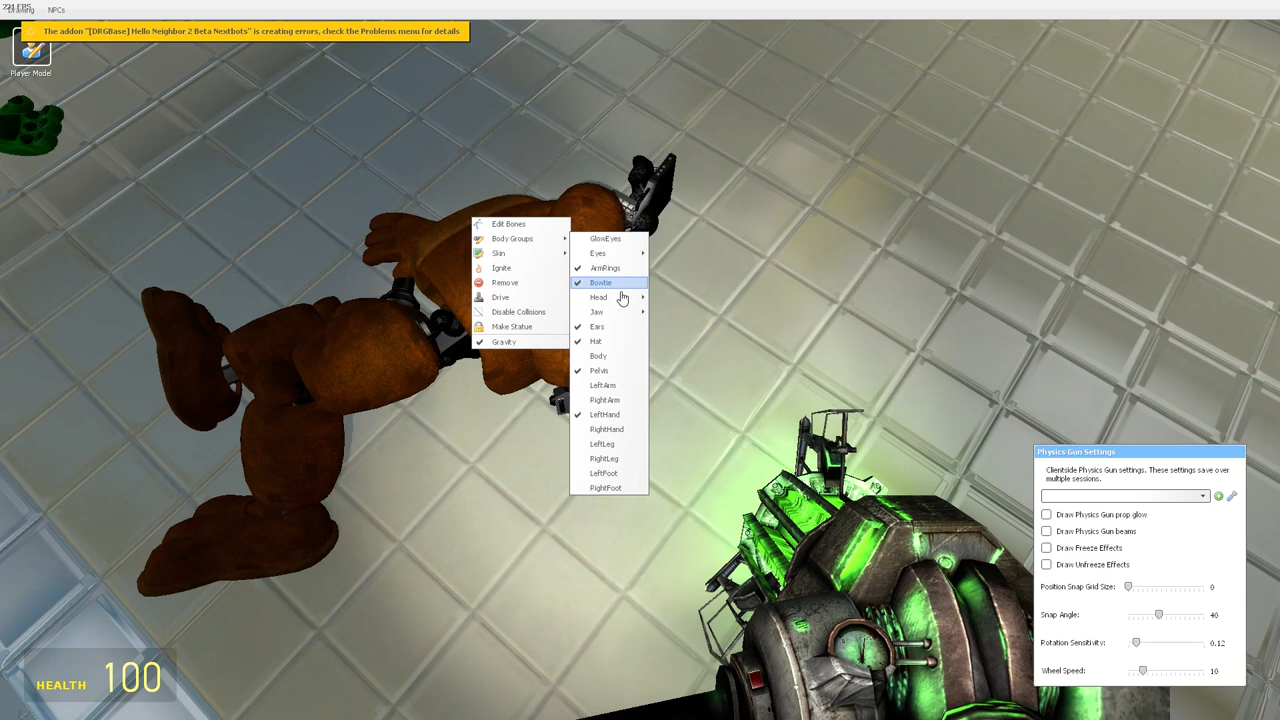 221 FPS
Drawing NPCs
The addon "[DRGBase] Hello Neighbor 2 Beta Nextbots" is creating errors, check the Problems menu for details
Player Model
Edit Bones
Body Groups
Skin
Ignite
Remove
Drive
Disable Collisions
Make Statue
Gravity
GlowEyes
Eyes
ArmRings
Bowtie
Head
Jaw
Ears
Hat
Body
Pelvis
LeftArm
RightArm
LeftHand
RightHand
LeftLeg
RightLeg
LeftFoot
RightFoot
Physics Gun Settings
Clientside Physics Gun settings. These settings save over
multiple sessions.
Draw Physics Gun prop glow
Draw Physics Gun beams
Draw Freeze Effects
Draw Unfreeze Effects
Position Snap Grid Size: 0
Snap Angle: 40
Rotation Sensitivity: 0.12
Wheel Speed: 10
HEALTH 100